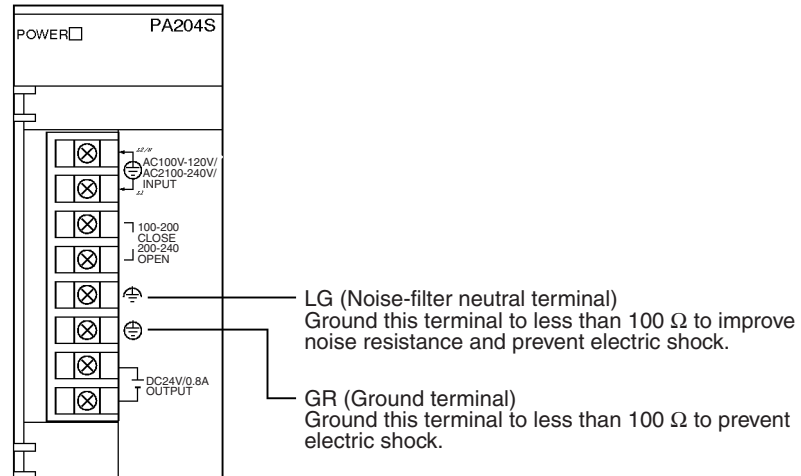 POWER
PA204S
AC100V-120V/
AC2100-240V/
INPUT
100-200
CLOSE
200-240
OPEN
LG (Noise-filter neutral terminal)
Ground this terminal to less than 100 Ω to improve
noise resistance and prevent electric shock.
DC24V/0.8A
OUTPUT
GR (Ground terminal)
Ground this terminal to less than 100 Ω to prevent
electric shock.